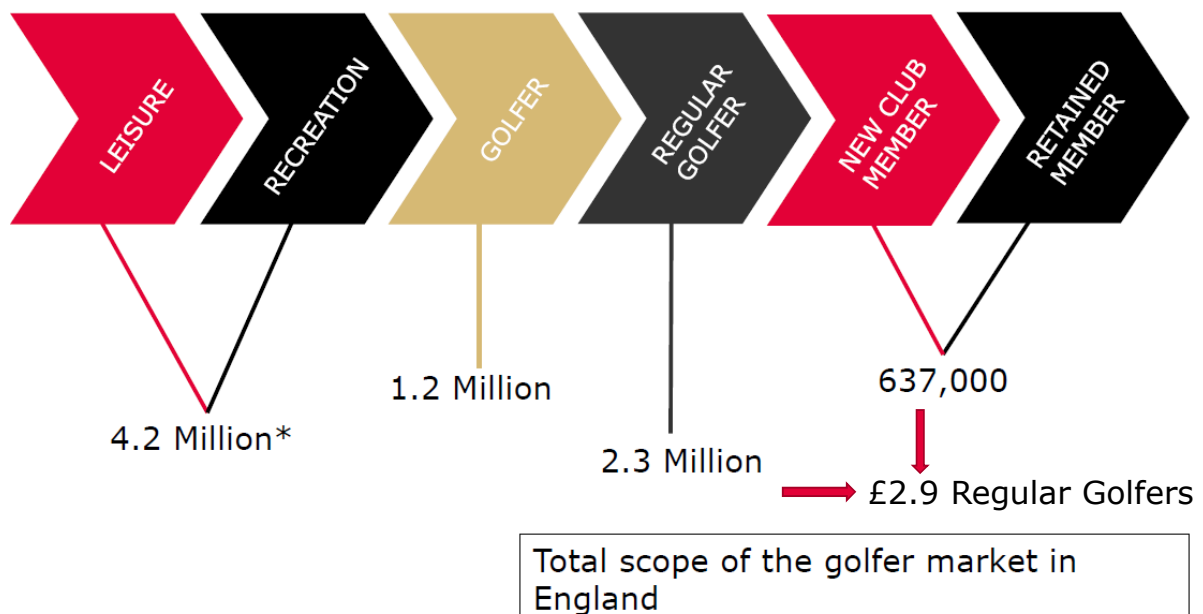 LEISURE
RECREATION
GOLFER
REGULAR
GOLFER
NEW CLUB
MEMBER
RETAINED
MEMBER
4.2 Million*
1.2 Million
2.3 Million
637,000
£2.9 Regular Golfers
Total scope of the golfer market in
England